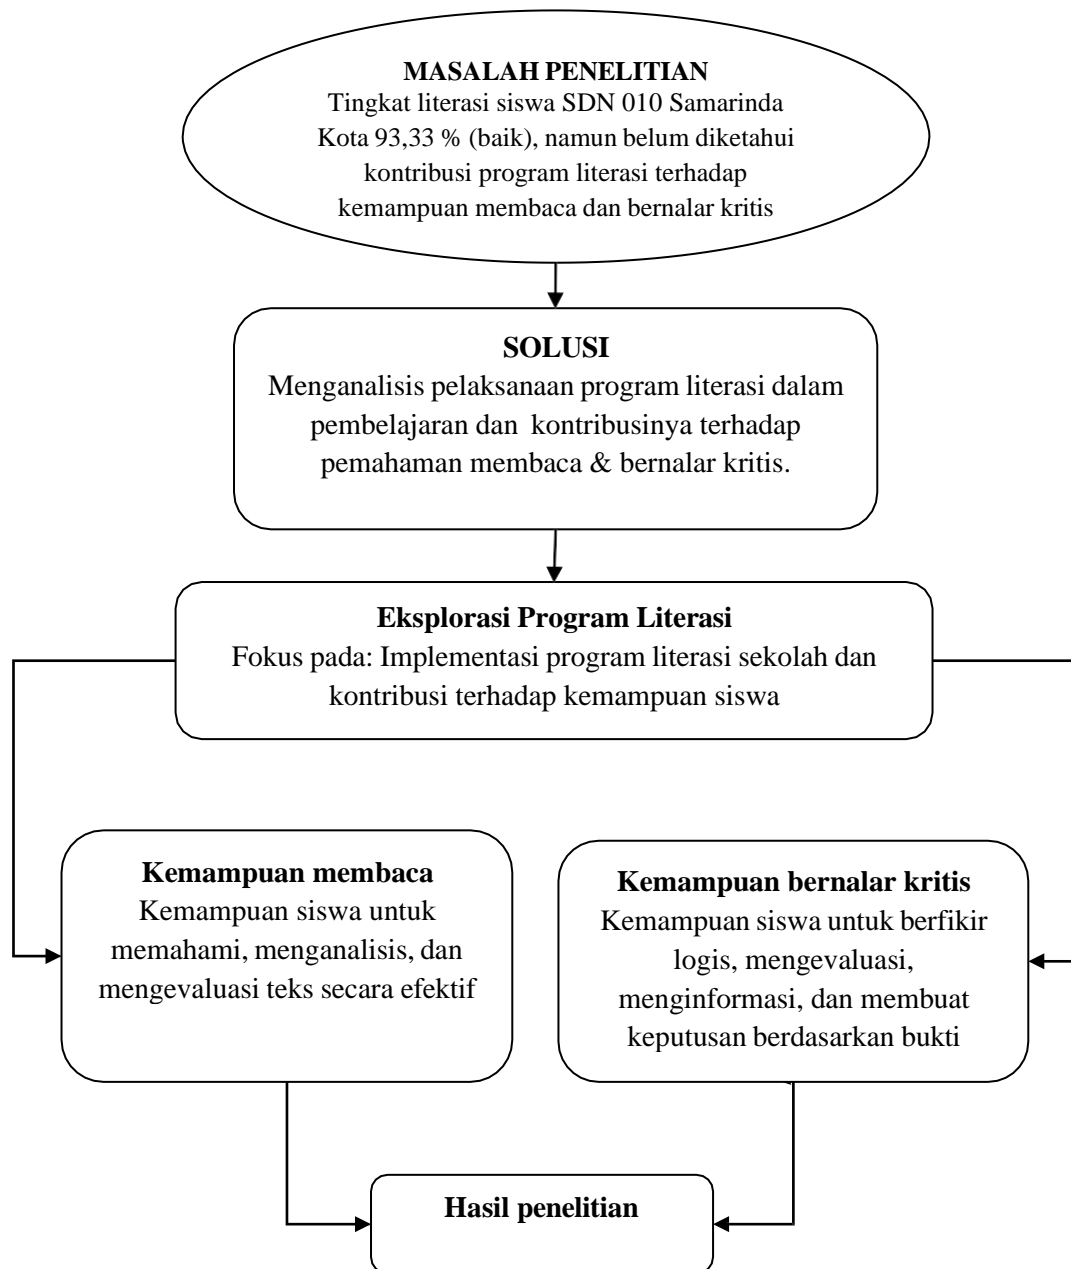 MASALAH PENELITIAN
Tingkat literasi siswa SDN 010 Samarinda
Kota 93,33 % (baik), namun belum diketahui
kontribusi program literasi terhadap
kemampuan membaca dan bernalar kritis
SOLUSI
Menganalisis pelaksanaan program literasi dalam
pembelajaran dan kontribusinya terhadap
pemahaman membaca & bernalar kritis.
Eksplorasi Program Literasi
Fokus pada: Implementasi program literasi sekolah dan
kontribusi terhadap kemampuan siswa
Kemampuan membaca
Kemampuan siswa untuk
memahami, menganalisis, dan
mengevaluasi teks secara efektif
Kemampuan bernalar kritis
Kemampuan siswa untuk berfikir
logis, mengevaluasi,
menginformasi, dan membuat
keputusan berdasarkan bukti
Hasil penelitian